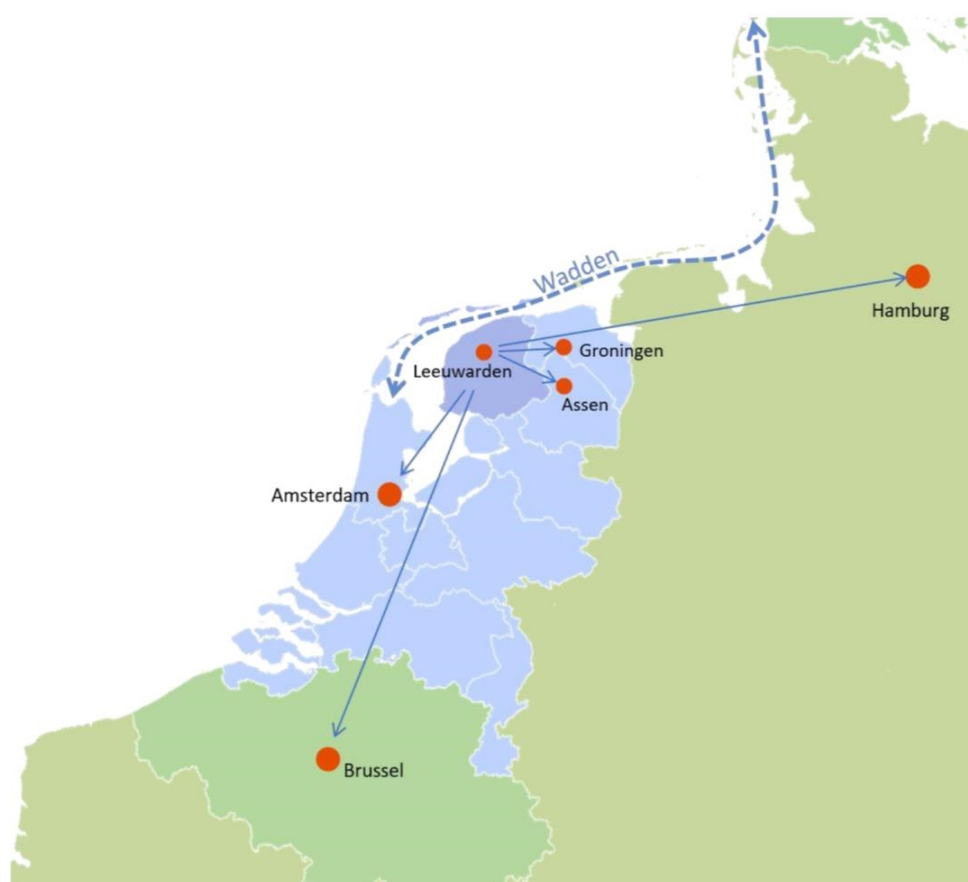 Wadden
Hamburg
Groningen
Leeuwarden
Assen
Amsterdam
Brussel